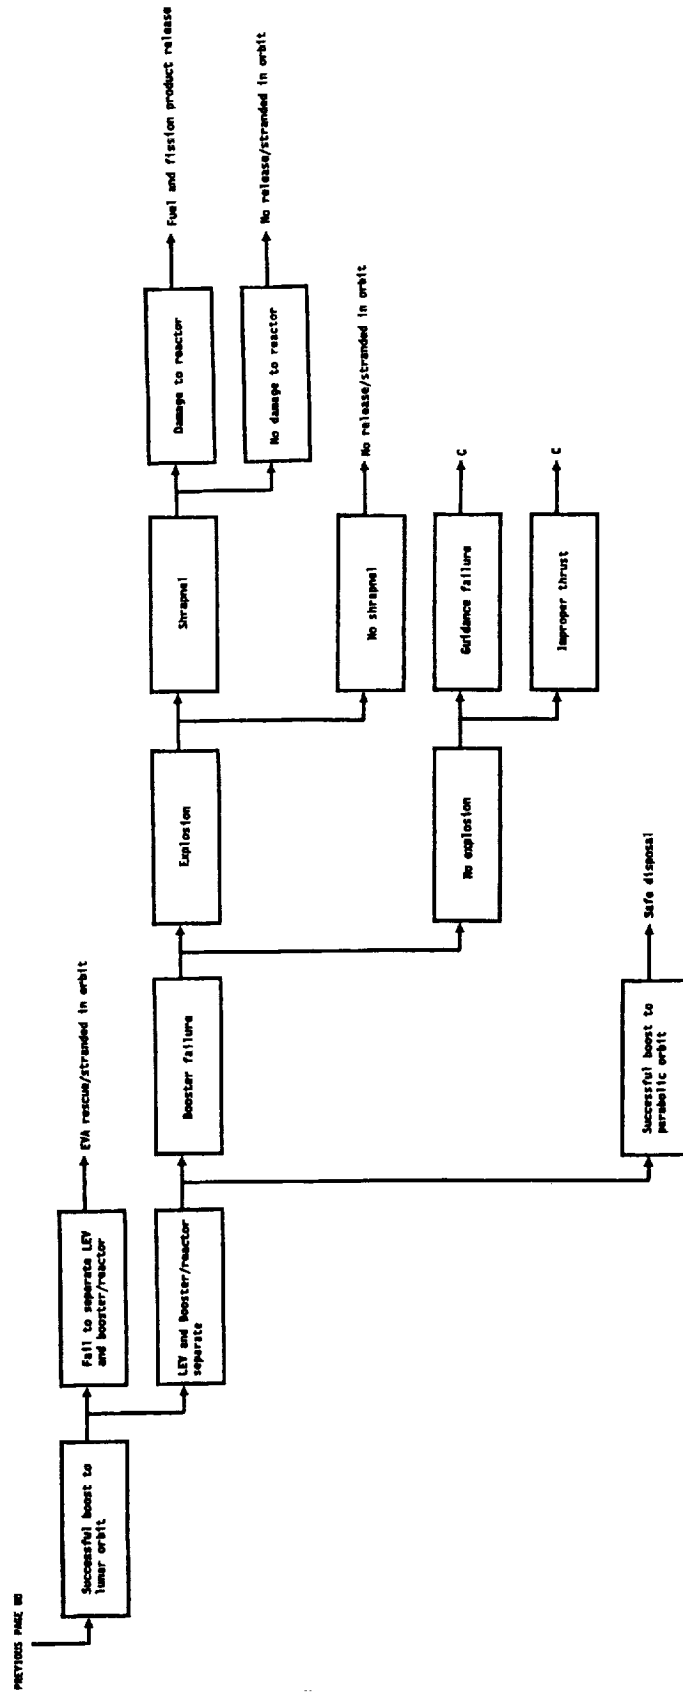 PREVIOUS PAGE
Successful boost to
lunar orbit
Fail to separate LEV
and booster/reactor
EVA rescue/stranded in orbit
LEV and Booster/reactor
separate
Booster failure
Explosion
Shrapnel
Damage to reactor
Fuel and fission product release
No damage to reactor
No release/stranded in orbit
No shrapnel
No release/stranded in orbit
No explosion
Guidance failure
C
Improper thrust
C
Successful boost to
parabolic orbit
Safe disposal